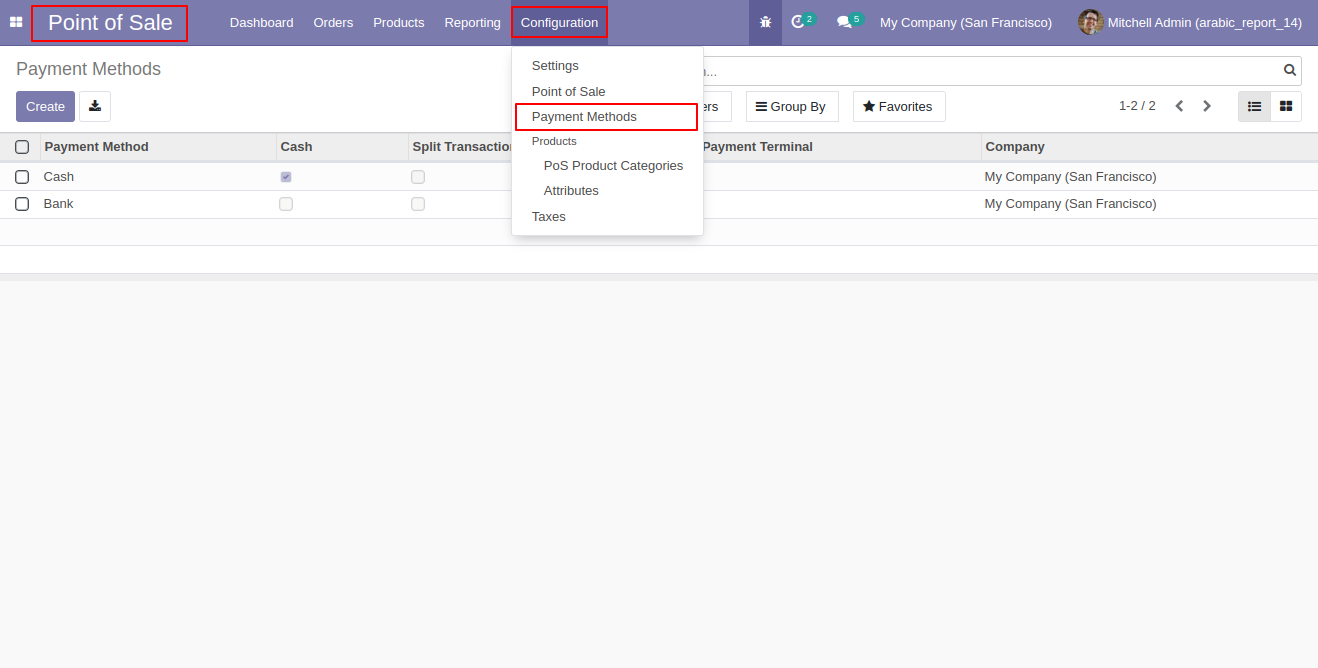 Point of Sale Dashboard Orders Products Reporting Configuration 2 5 My Company (San Francisco) Mitchell Admin (arabic_report_14)
Payment Methods
Create
Settings
Point of Sale
Payment Methods
Products
PoS Product Categories
Attributes
Taxes
Group By Favorites 1-2 / 2
Payment Method Cash Payment Terminal Company
Split
Cash My Company (San Francisco)
Bank My Company (San Francisco)